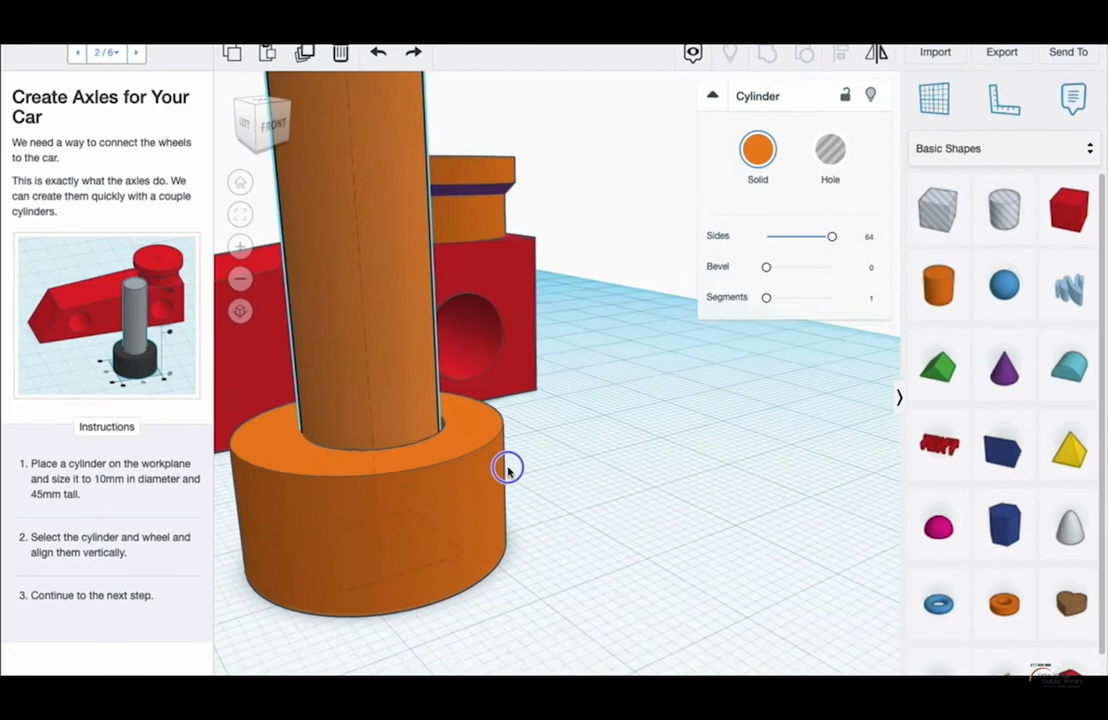 2/6
Import
Export
Send To
Create Axles for Your
Car
We need a way to connect the wheels
to the car.
This is exactly what the axles do. We
can create them quickly with a couple
cylinders.
Instructions
1. Place a cylinder on the workplane
and size it to 10mm in diameter and
45mm tall.
2. Select the cylinder and wheel and
align them vertically.
3. Continue to the next step.
LEFT
FRONT
Cylinder
Solid
Hole
Sides
64
Bevel
0
Segments
1
Basic Shapes
TEXT
public library